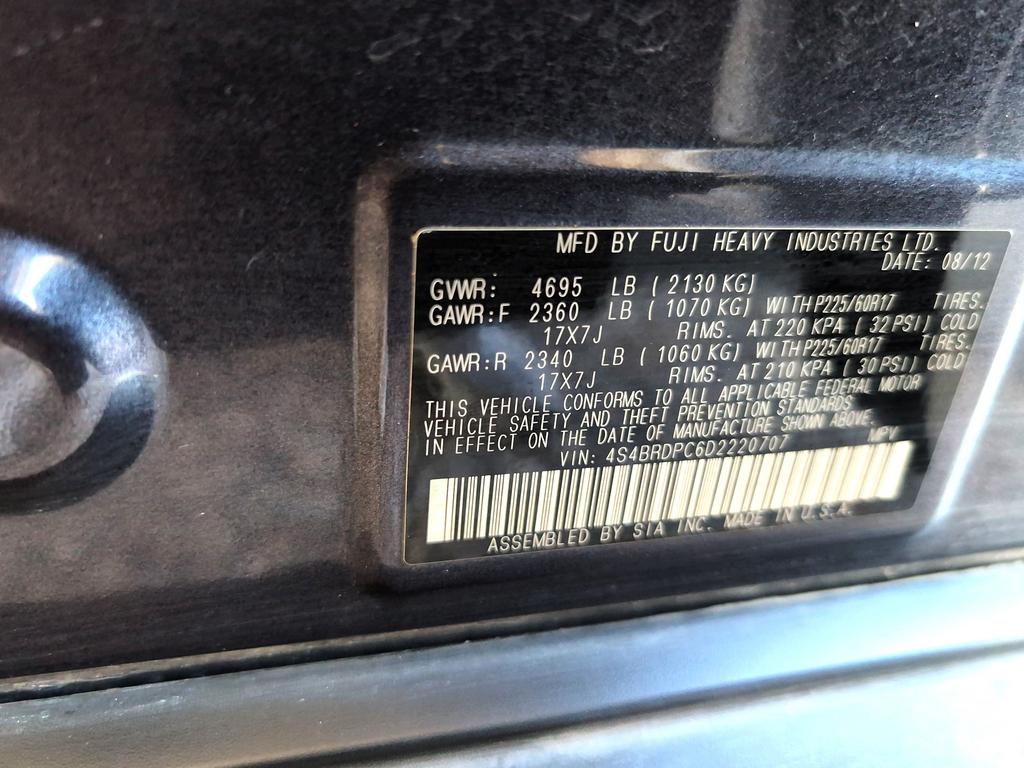 MFD BY FUJI HEAVY INDUSTRIES LTD.
DATE: 08/12
GVWR: 4695 LB ( 2130 KG)
GAWR:F 2360 LB ( 1070 KG) WITH P225/60R17 TIRES.
17X7J RIMS. AT 220 KPA ( 32 PSI) COLD
GAWR:R 2340 LB ( 1060 KG) WITH P225/60R17 TIRES.
17X7J RIMS. AT 210 KPA ( 30 PSI) COLD
THIS VEHICLE CONFORMS TO ALL APPLICABLE FEDERAL MOTOR
VEHICLE SAFETY AND THEFT PREVENTION STANDARDS
IN EFFECT ON THE DATE OF MANUFACTURE SHOWN ABOVE.
VIN: 4S4BRDPC6D2220707 MPV
ASSEMBLED BY SIA INC. MADE IN U.S.A.